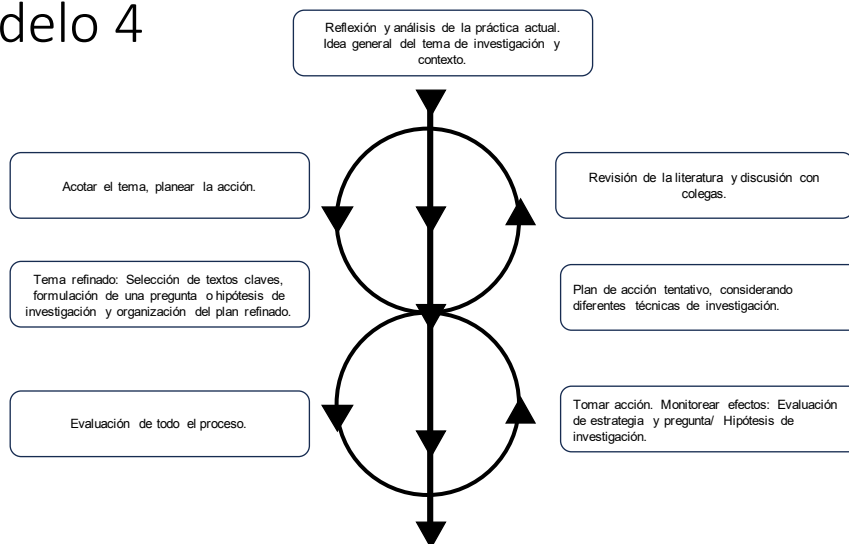 delo 4
Reflexión y análisis de la práctica actual.
Idea general del tema de investigación y
contexto.
Acotar el tema, planear la acción.
Revisión de la literatura y discusión con
colegas.
Tema refinado: Selección de textos claves,
formulación de una pregunta o hipótesis de
investigación y organización del plan refinado.
Plan de acción tentativo, considerando
diferentes técnicas de investigación.
Evaluación de todo el proceso.
Tomar acción. Monitorear efectos: Evaluación
de estrategia y pregunta/ Hipótesis de
investigación.